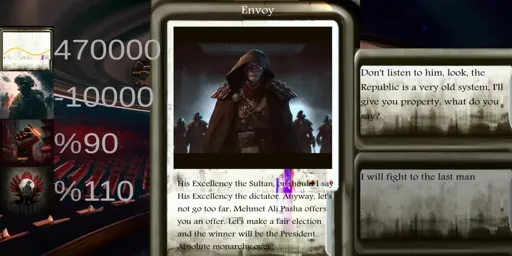 Envoy
470000
-10000
%90
%110
His Excellency the Sultan, or should I say
His Excellency the dictator. Anyway, let's
not go too far. Mehmet Ali Pasha offers
you an offer. Let's make a fair election
and the winner will be the President.
Absolute monarchy over?
Don't listen to him, look, the
Republic is a very old system, I'll
give you property, what do you
say?
I will fight to the last man